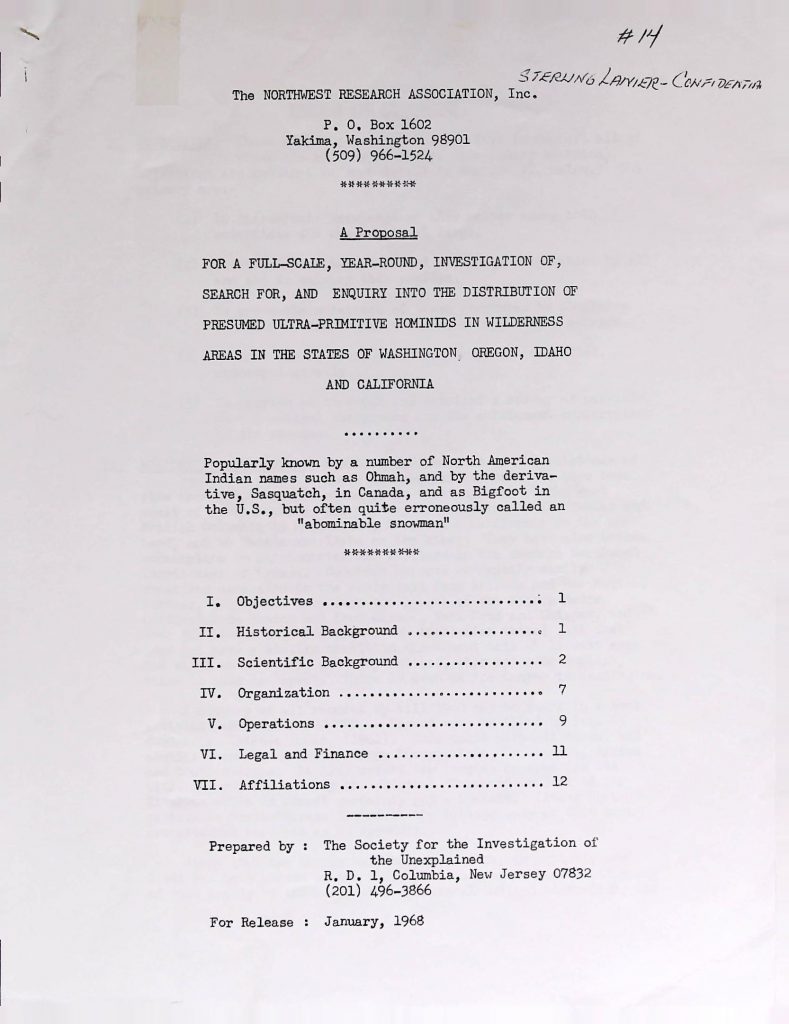 # 14
STERLING LANIER - CONFIDENTIA
The NORTHWEST RESEARCH ASSOCIATION, Inc.
P. O. Box 1602
Yakima, Washington 98901
(509) 966-1524
**********
A Proposal
FOR A FULL-SCALE, YEAR-ROUND, INVESTIGATION OF,
SEARCH FOR, AND ENQUIRY INTO THE DISTRIBUTION OF
PRESUMED ULTRA-PRIMITIVE HOMINIDS IN WILDERNESS
AREAS IN THE STATES OF WASHINGTON, OREGON, IDAHO
AND CALIFORNIA
..........
Popularly known by a number of North American
Indian names such as Ohmah, and by the deriva-
tive, Sasquatch, in Canada, and as Bigfoot in
the U.S., but often quite erroneously called an
"abominable snowman"
**********
I. Objectives ............................ 1
II. Historical Background .................. 1
III. Scientific Background .................. 2
IV. Organization ........................... 7
V. Operations ............................. 9
VI. Legal and Finance ...................... 11
VII. Affiliations ........................... 12
----------
Prepared by : The Society for the Investigation of
the Unexplained
R. D. 1, Columbia, New Jersey 07832
(201) 496-3866
For Release : January, 1968